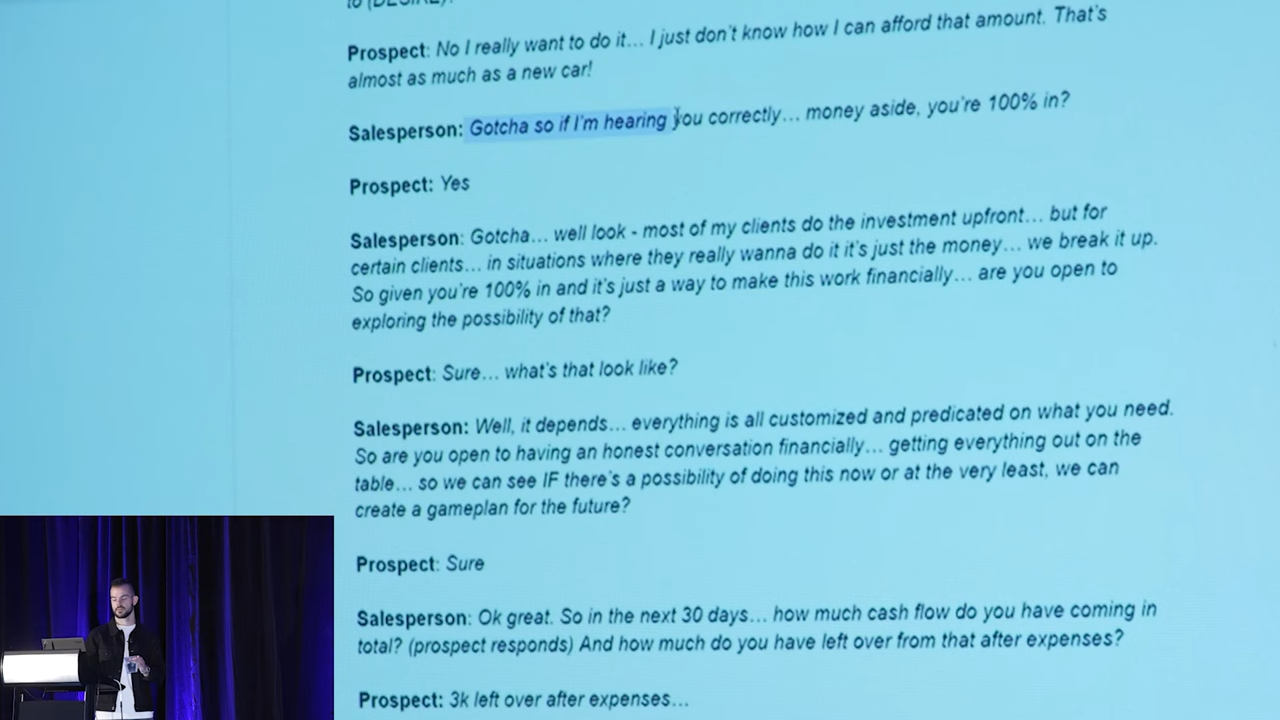 to (DESIRE).
Prospect: No I really want to do it... I just don't know how I can afford that amount. That's
almost as much as a new car!
Salesperson: Gotcha so if I'm hearing you correctly... money aside, you're 100% in?
Prospect: Yes
Salesperson: Gotcha... well look - most of my clients do the investment upfront... but for
certain clients... in situations where they really wanna do it it's just the money... we break it up.
So given you're 100% in and it's just a way to make this work financially... are you open to
exploring the possibility of that?
Prospect: Sure... what's that look like?
Salesperson: Well, it depends... everything is all customized and predicated on what you need.
So are you open to having an honest conversation financially... getting everything out on the
table... so we can see IF there's a possibility of doing this now or at the very least, we can
create a gameplan for the future?
Prospect: Sure
Salesperson: Ok great. So in the next 30 days... how much cash flow do you have coming in
total? (prospect responds) And how much do you have left over from that after expenses?
Prospect: 3k left over after expenses...